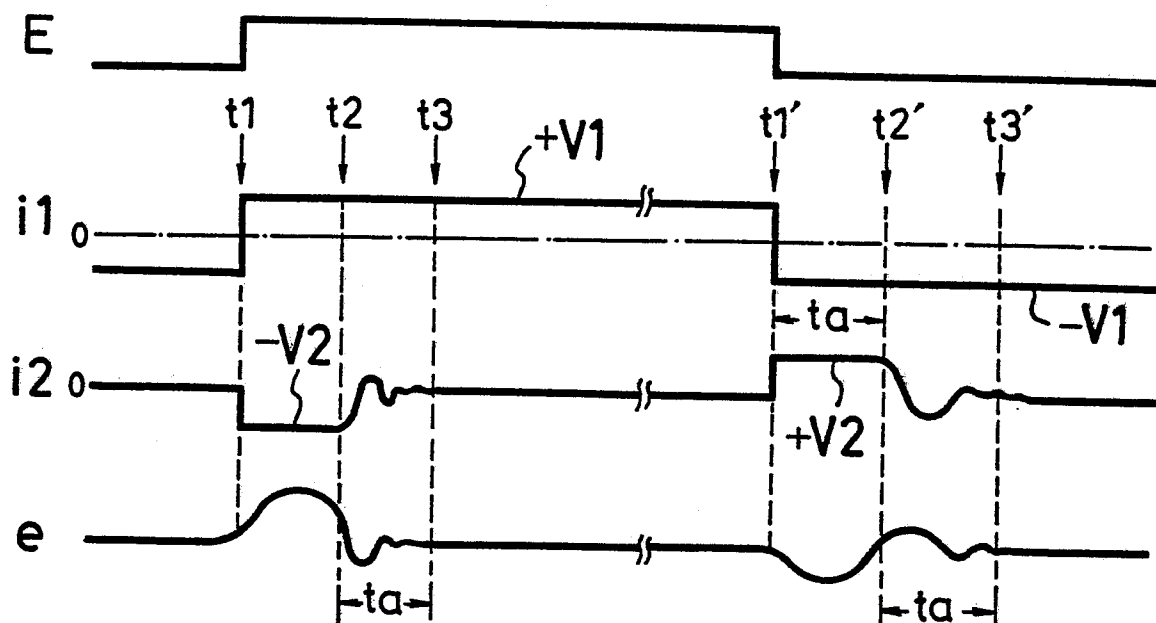 E
t1 t2 t3 t1′ t2′ t3′
+V1
i1 0
ta
−V1
−V2
i2 0
+V2
e
ta ta